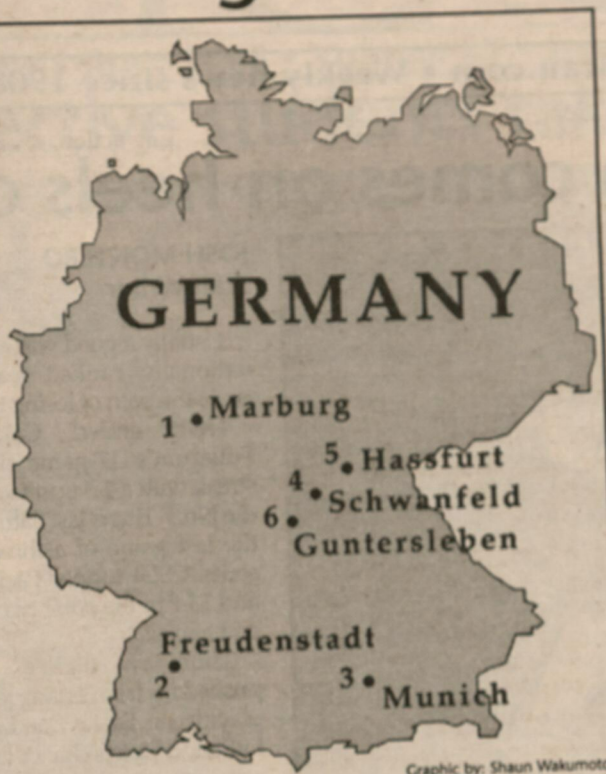 GERMANY
1 Marburg
5 Hassfurt
4 Schwanfeld
6 Guntersleben
Freudenstadt
2
3 Munich
Graphic by: Shaun Wakumoto